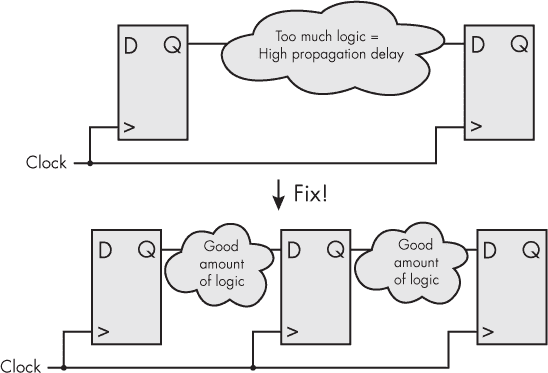 D Q
Too much logic =
High propagation delay
D Q
>
>
Clock
Fix!
D Q
Good
amount
of logic
D Q
Good
amount
of logic
D Q
>
>
>
Clock